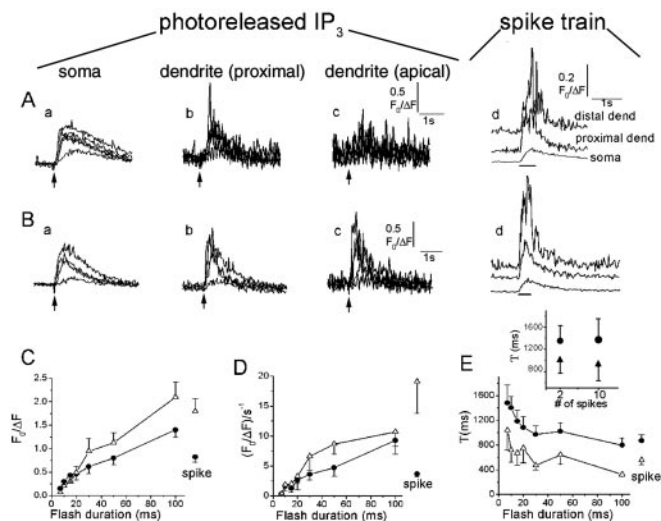 photoreleased IP3
spike train
soma
dendrite (proximal)
dendrite (apical)
A
a
b
c
0.5
F0/ΔF
1s
d
0.2
F0/ΔF
1s
distal dend
proximal dend
soma
B
a
b
c
0.5
F0/ΔF
1s
d
C
F0/ΔF
2.5
2.0
1.5
1.0
0.5
0.0
spike
0 20 40 60 80 100
Flash duration (ms)
D
(F0/ΔF)/s-1
20
15
10
5
0
spike
0 20 40 60 80 100
Flash duration (ms)
T (ms)
1600
1200
800
2 10
# of spikes
E
T(ms)
1600
1200
800
400
0
spike
0 20 40 60 80 100
Flash duration (ms)